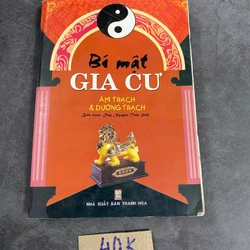 Bí mật
GIA CƯ
ÂM TRẠCH
& DƯƠNG TRẠCH
NHÀ XUẤT BẢN THANH HÓA
40K